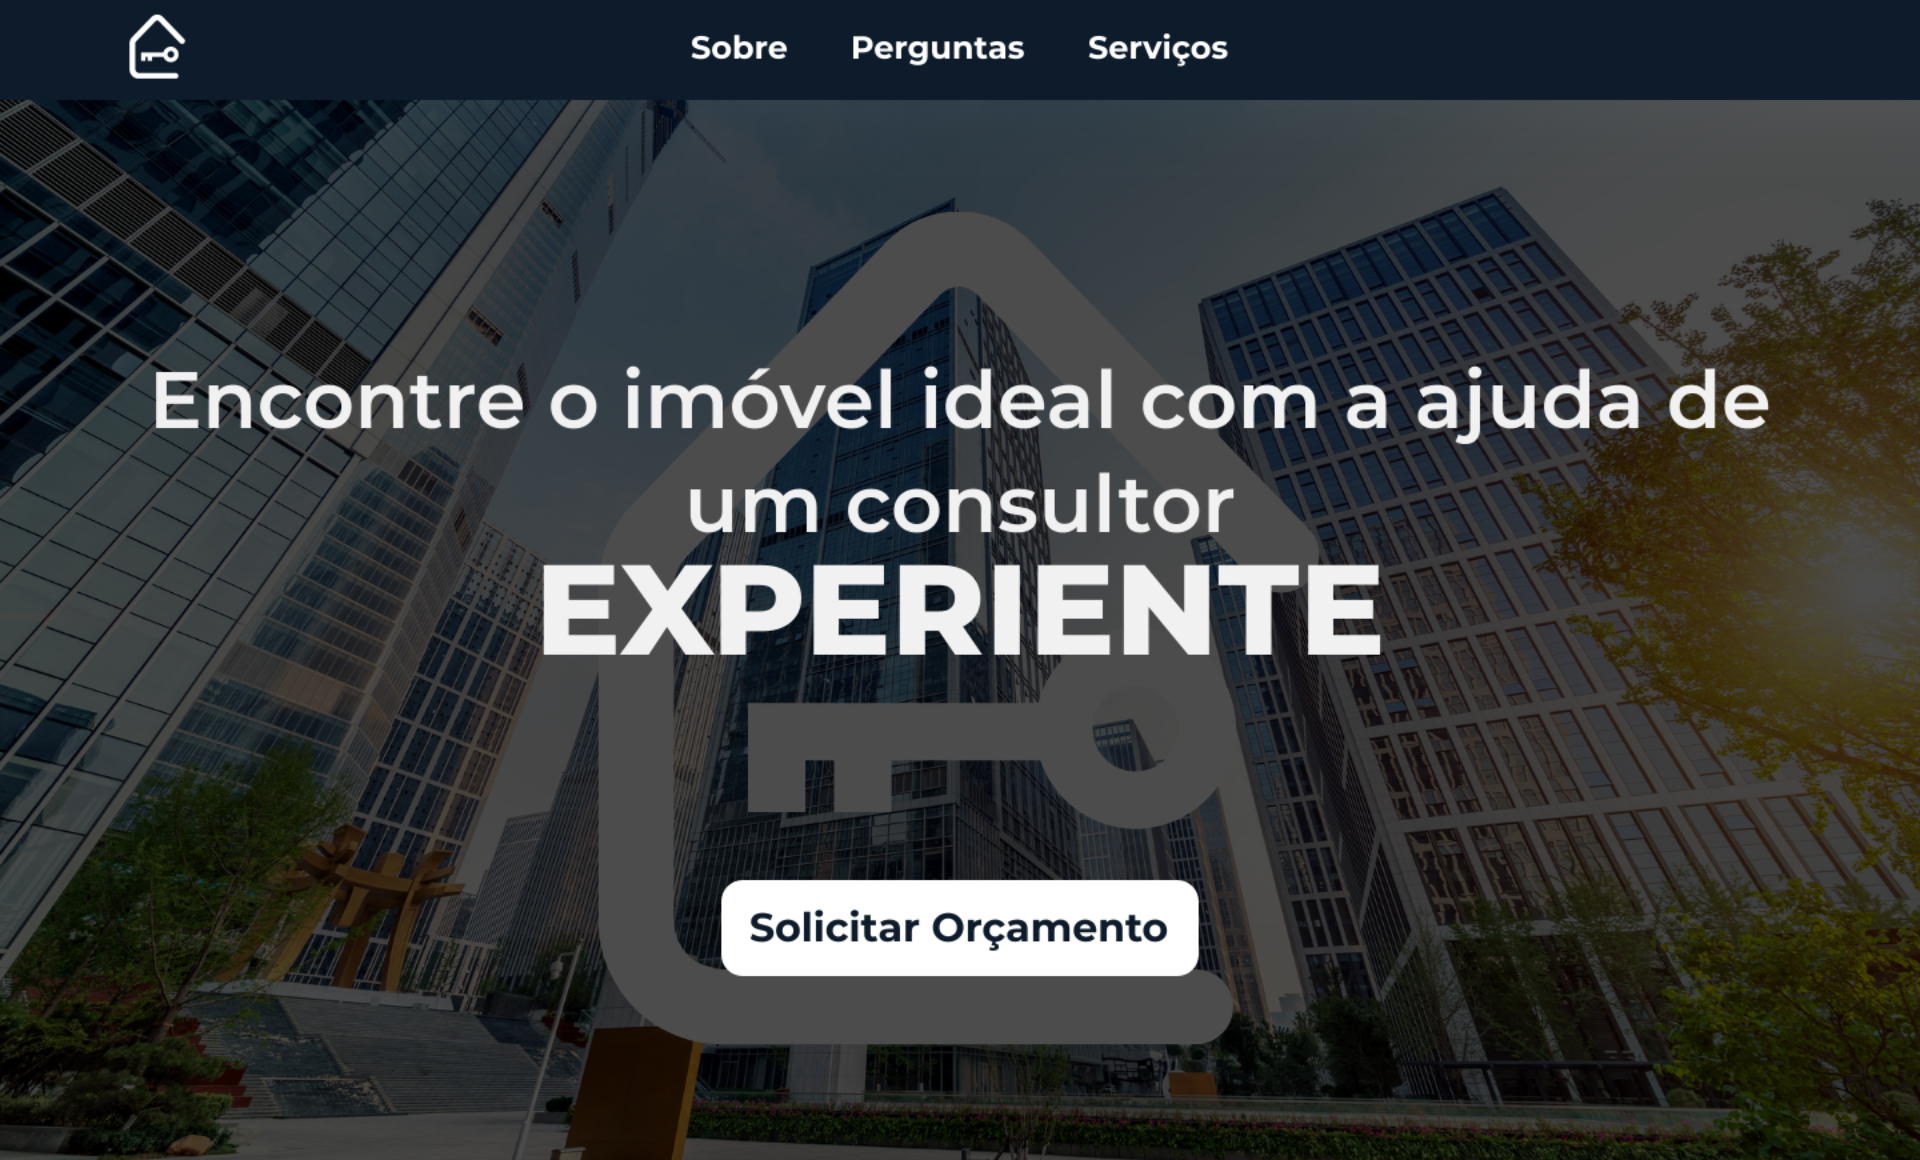 Sobre Perguntas Serviços
Encontre o imóvel ideal com a ajuda de
um consultor
EXPERIENTE
Solicitar Orçamento